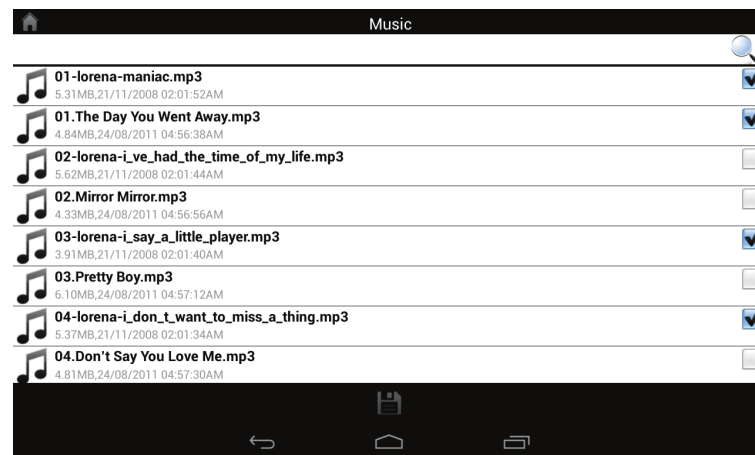 Music
01-lorena-maniac.mp3
5.31MB,21/11/2008 02:01:52AM
01.The Day You Went Away.mp3
4.84MB,24/08/2011 04:56:38AM
02-lorena-i_ve_had_the_time_of_my_life.mp3
5.62MB,21/11/2008 02:01:44AM
02.Mirror Mirror.mp3
4.33MB,24/08/2011 04:56:56AM
03-lorena-i_say_a_little_player.mp3
3.91MB,21/11/2008 02:01:40AM
03.Pretty Boy.mp3
6.10MB,24/08/2011 04:57:12AM
04-lorena-i_don_t_want_to_miss_a_thing.mp3
5.37MB,21/11/2008 02:01:34AM
04.Don't Say You Love Me.mp3
4.81MB,24/08/2011 04:57:30AM